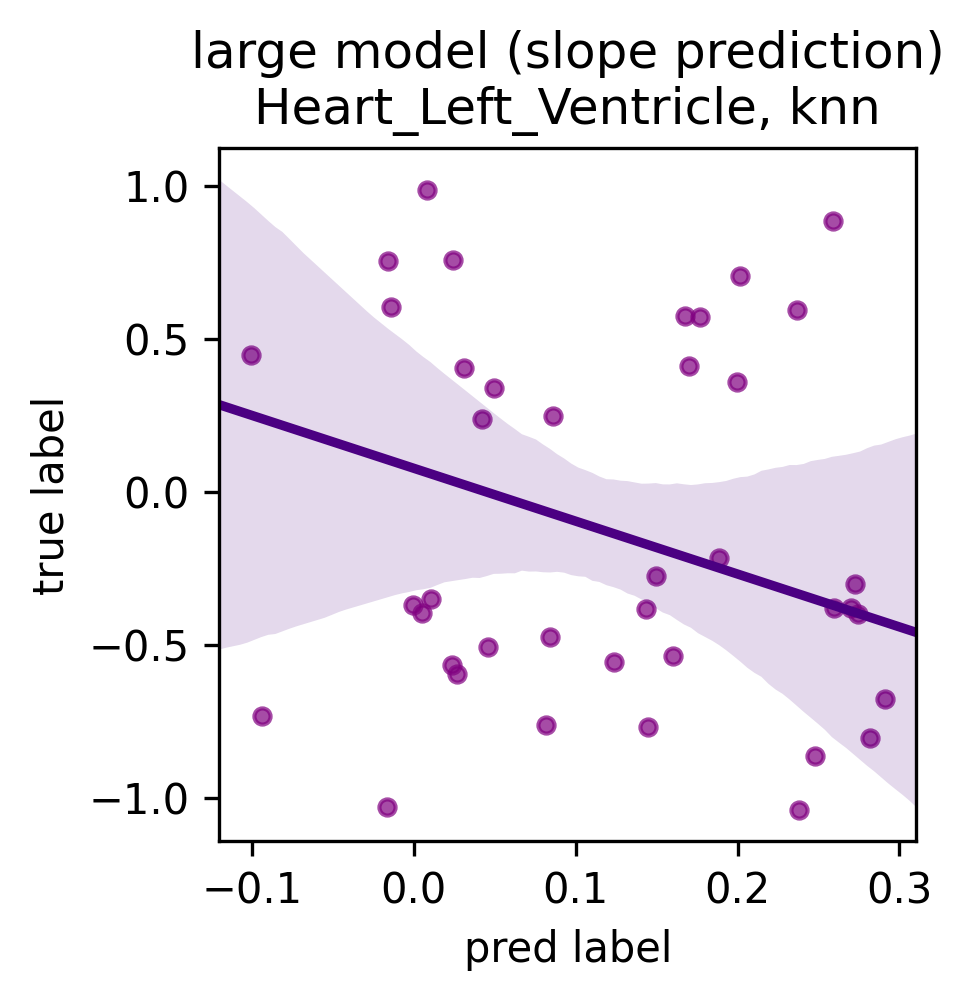 large model (slope prediction)
Heart_Left_Ventricle, knn
1.0
0.5
0.0
−0.5
−1.0
true label
−0.1 0.0 0.1 0.2 0.3
pred label